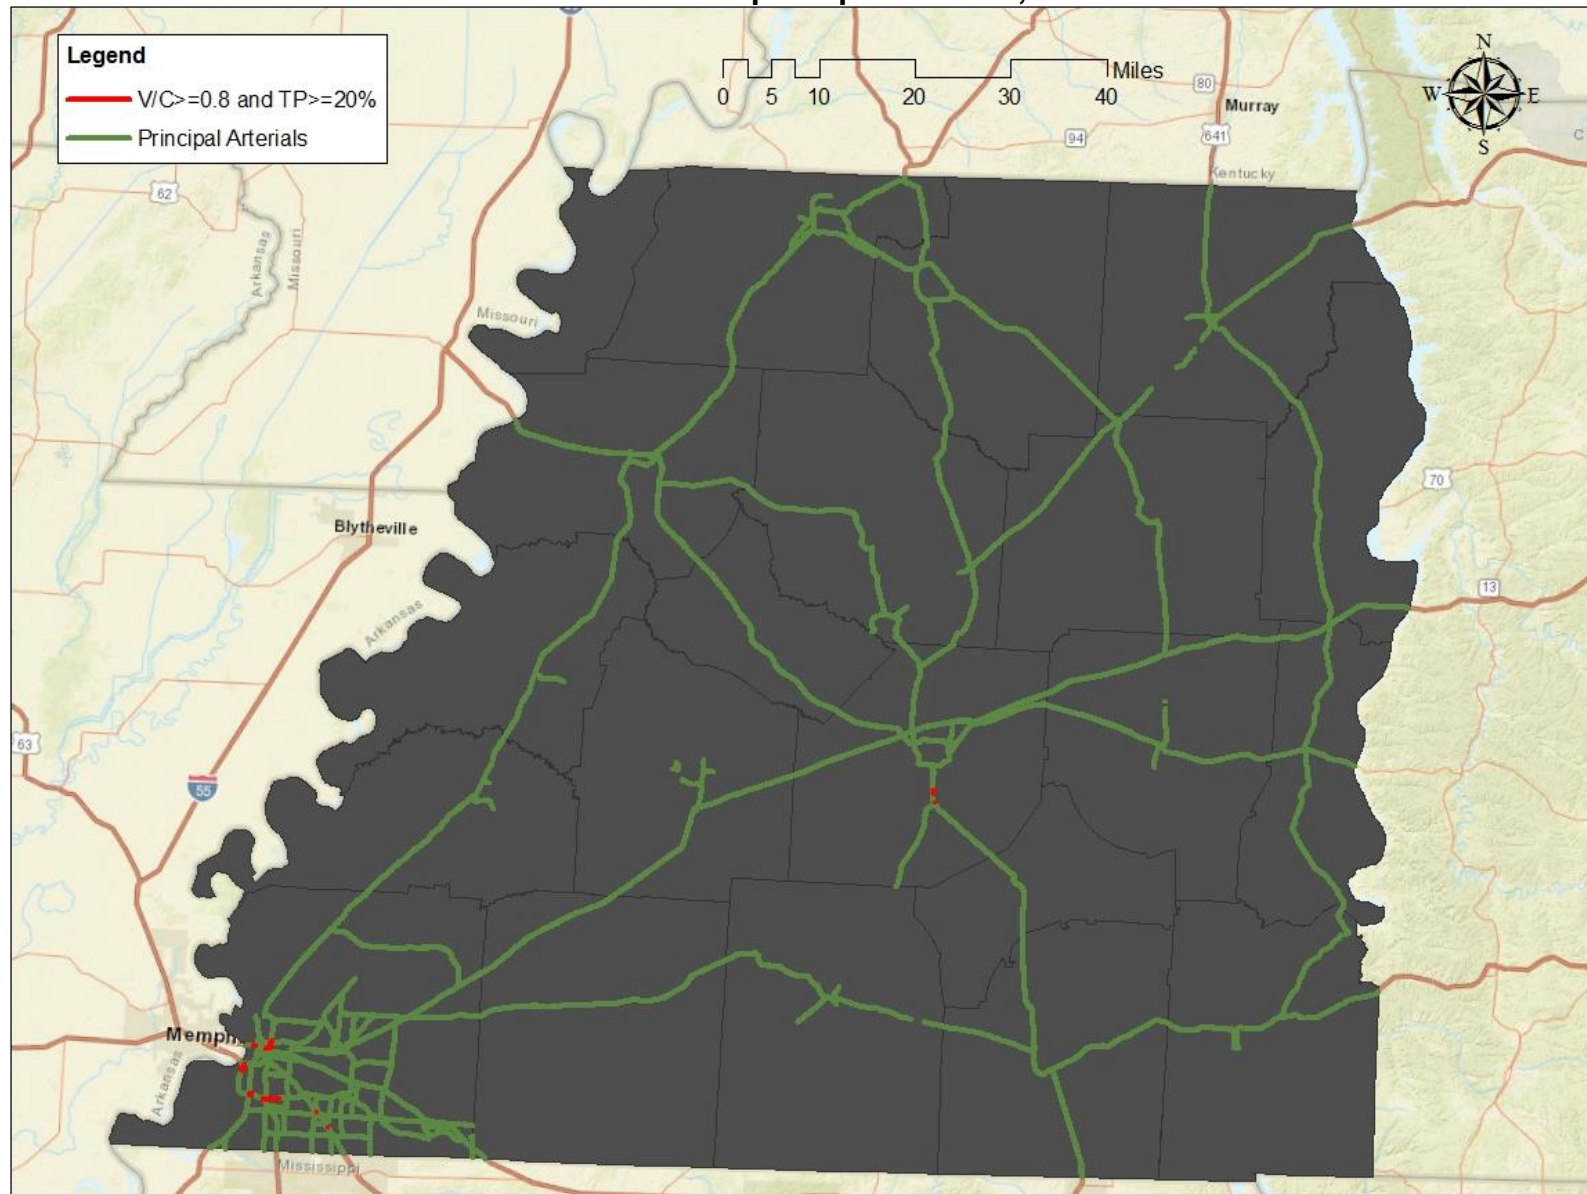 Legend
V/C>=0.8 and TP>=20%
Principal Arterials
Miles
0 5 10 20 30 40
N
W E
S
80
Murray
641
94
Kentucky
62
Arkansas
Missouri
Missouri
70
Blytheville
13
Arkansas
63
55
Memph
Arkansas
Mississippi